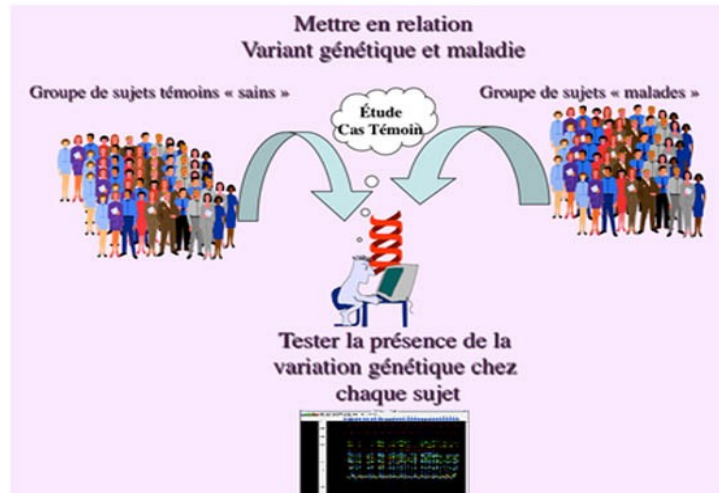 Mettre en relation
Variant génétique et maladie
Groupe de sujets témoins « sains »
Groupe de sujets « malades »
Étude
Cas Témoin
Tester la présence de la
variation génétique chez
chaque sujet